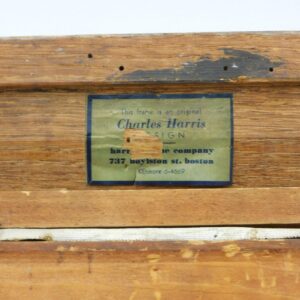 This frame is an original
Charles Harris
DESIGN
company
737 boylston st. boston